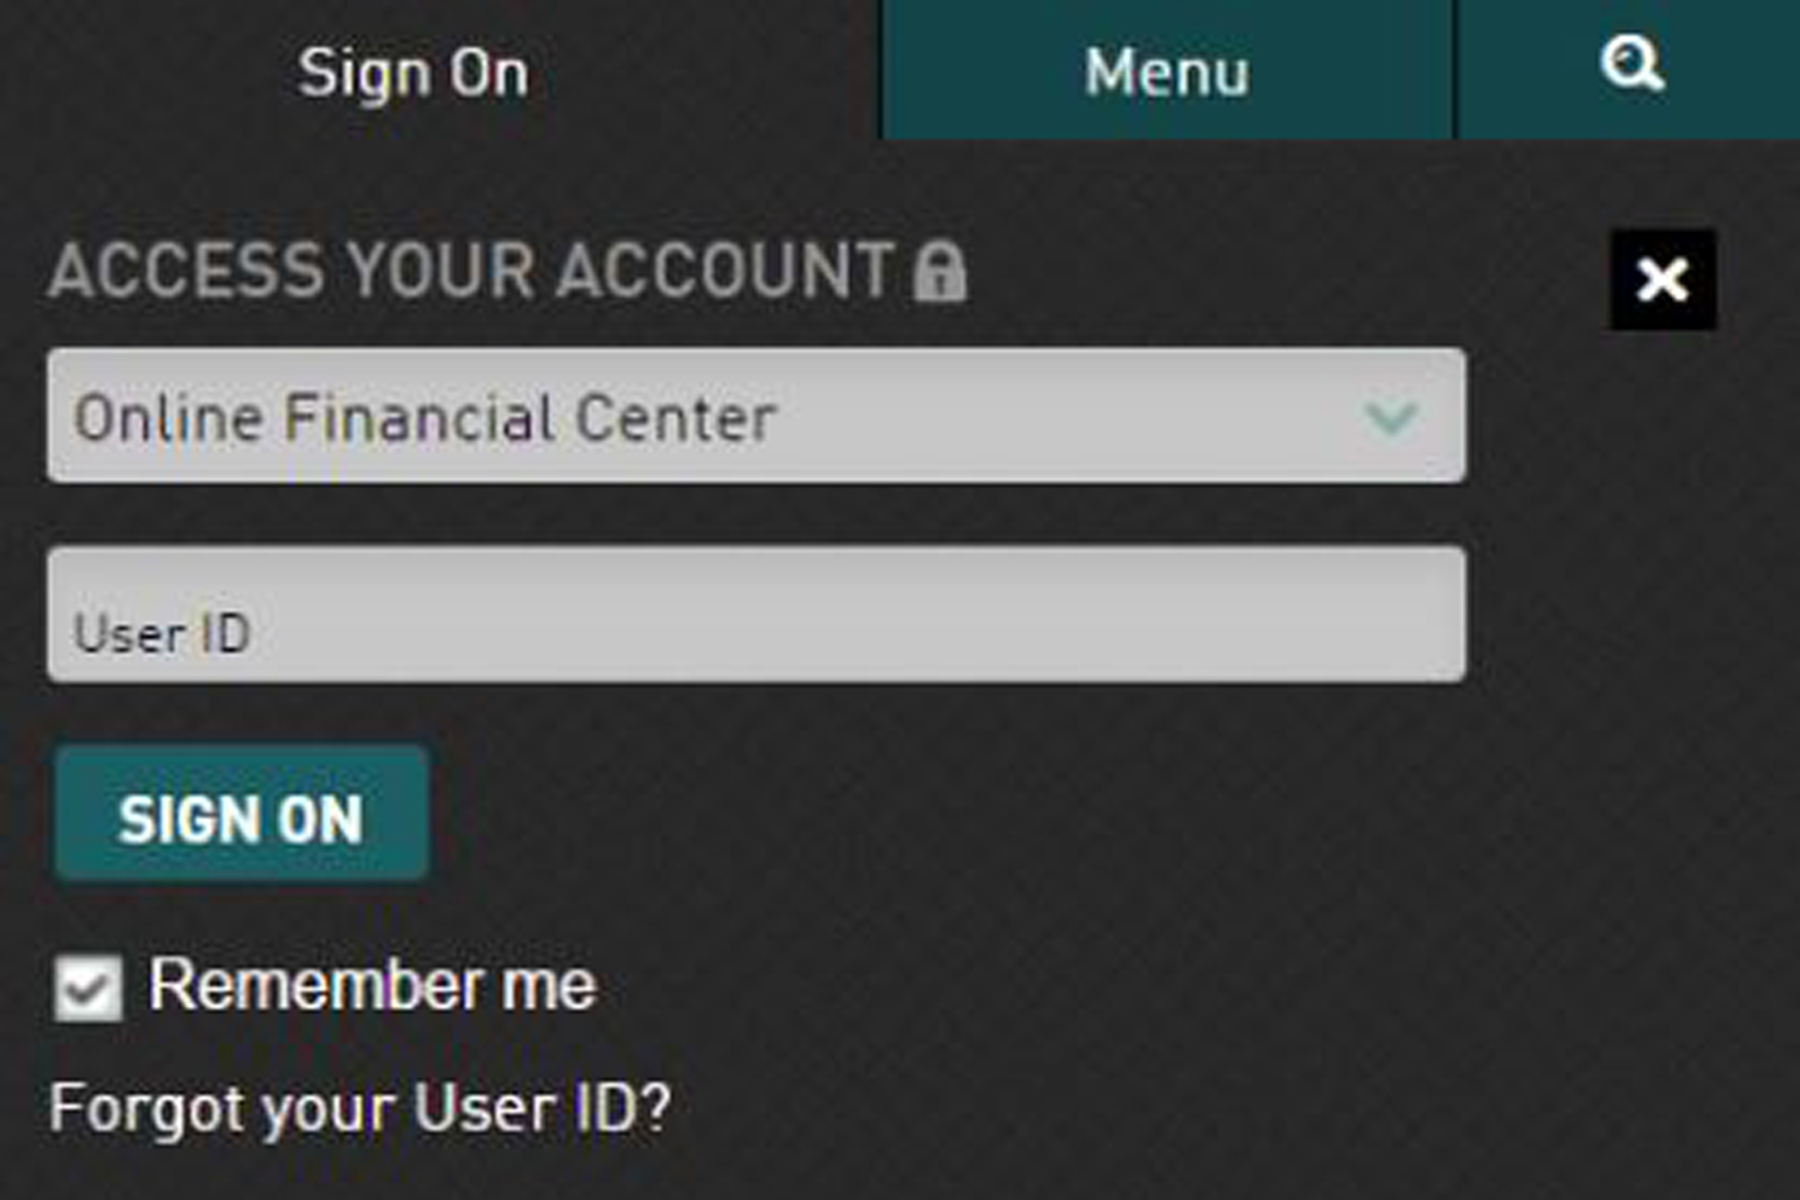 Sign On
Menu
ACCESS YOUR ACCOUNT
Online Financial Center
User ID
SIGN ON
Remember me
Forgot your User ID?